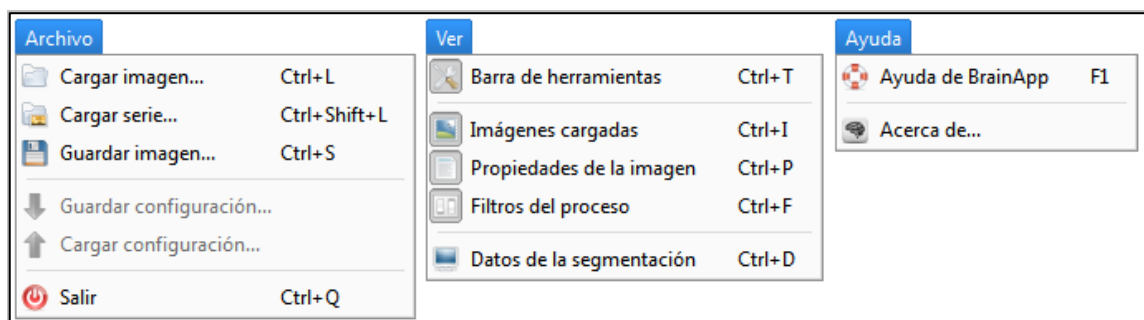 Archivo
Cargar imagen... Ctrl+L
Cargar serie... Ctrl+Shift+L
Guardar imagen... Ctrl+S
Guardar configuración...
Cargar configuración...
Salir Ctrl+Q
Ver
Barra de herramientas Ctrl+T
Imágenes cargadas Ctrl+I
Propiedades de la imagen Ctrl+P
Filtros del proceso Ctrl+F
Datos de la segmentación Ctrl+D
Ayuda
Ayuda de BrainApp F1
Acerca de...